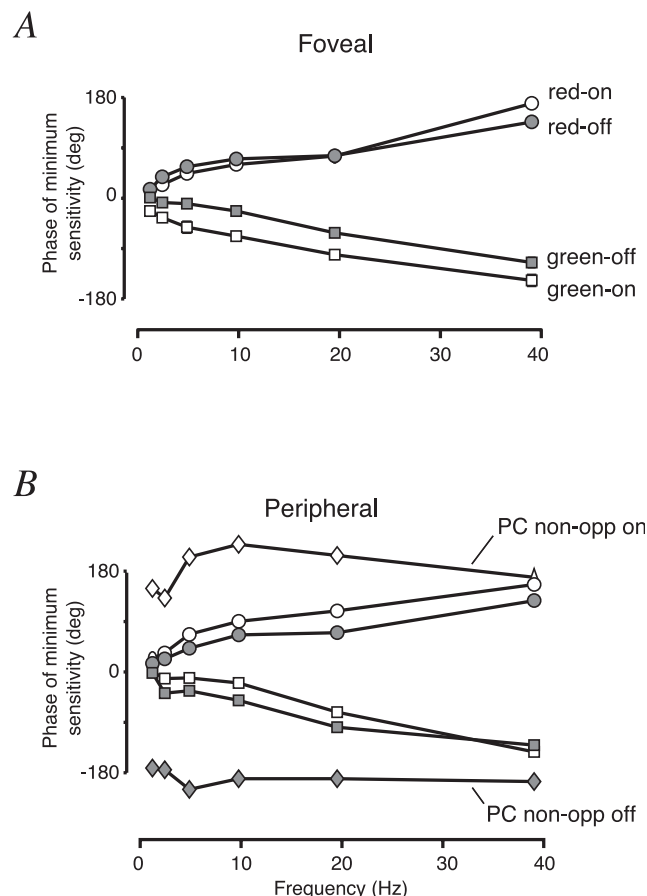 A
Foveal
180
0
-180
Phase of minimum
sensitivity (deg)
red-on
red-off
green-off
green-on
0 10 20 30 40
B
Peripheral
PC non-opp on
180
0
-180
Phase of minimum
sensitivity (deg)
PC non-opp off
0 10 20 30 40
Frequency (Hz)